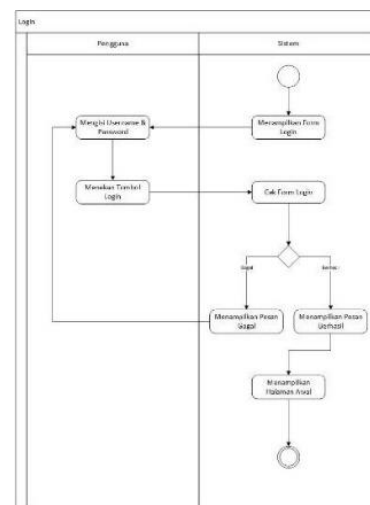 Login
Pengguna
Sistem
Menampilkan Form
Login
Mengisi Username &
Password
Menekan Tombol
Login
Cek Form Login
Gagal
Berhasil
Menampilkan Pesan
Gagal
Menampilkan Pesan
Berhasil
Menampilkan
Halaman Awal